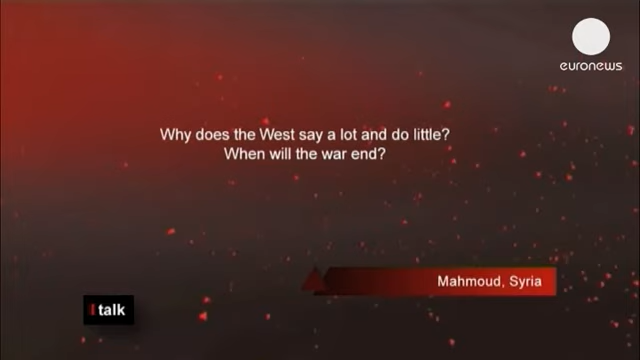 euronews
Why does the West say a lot and do little?
When will the war end?
Mahmoud, Syria
I talk